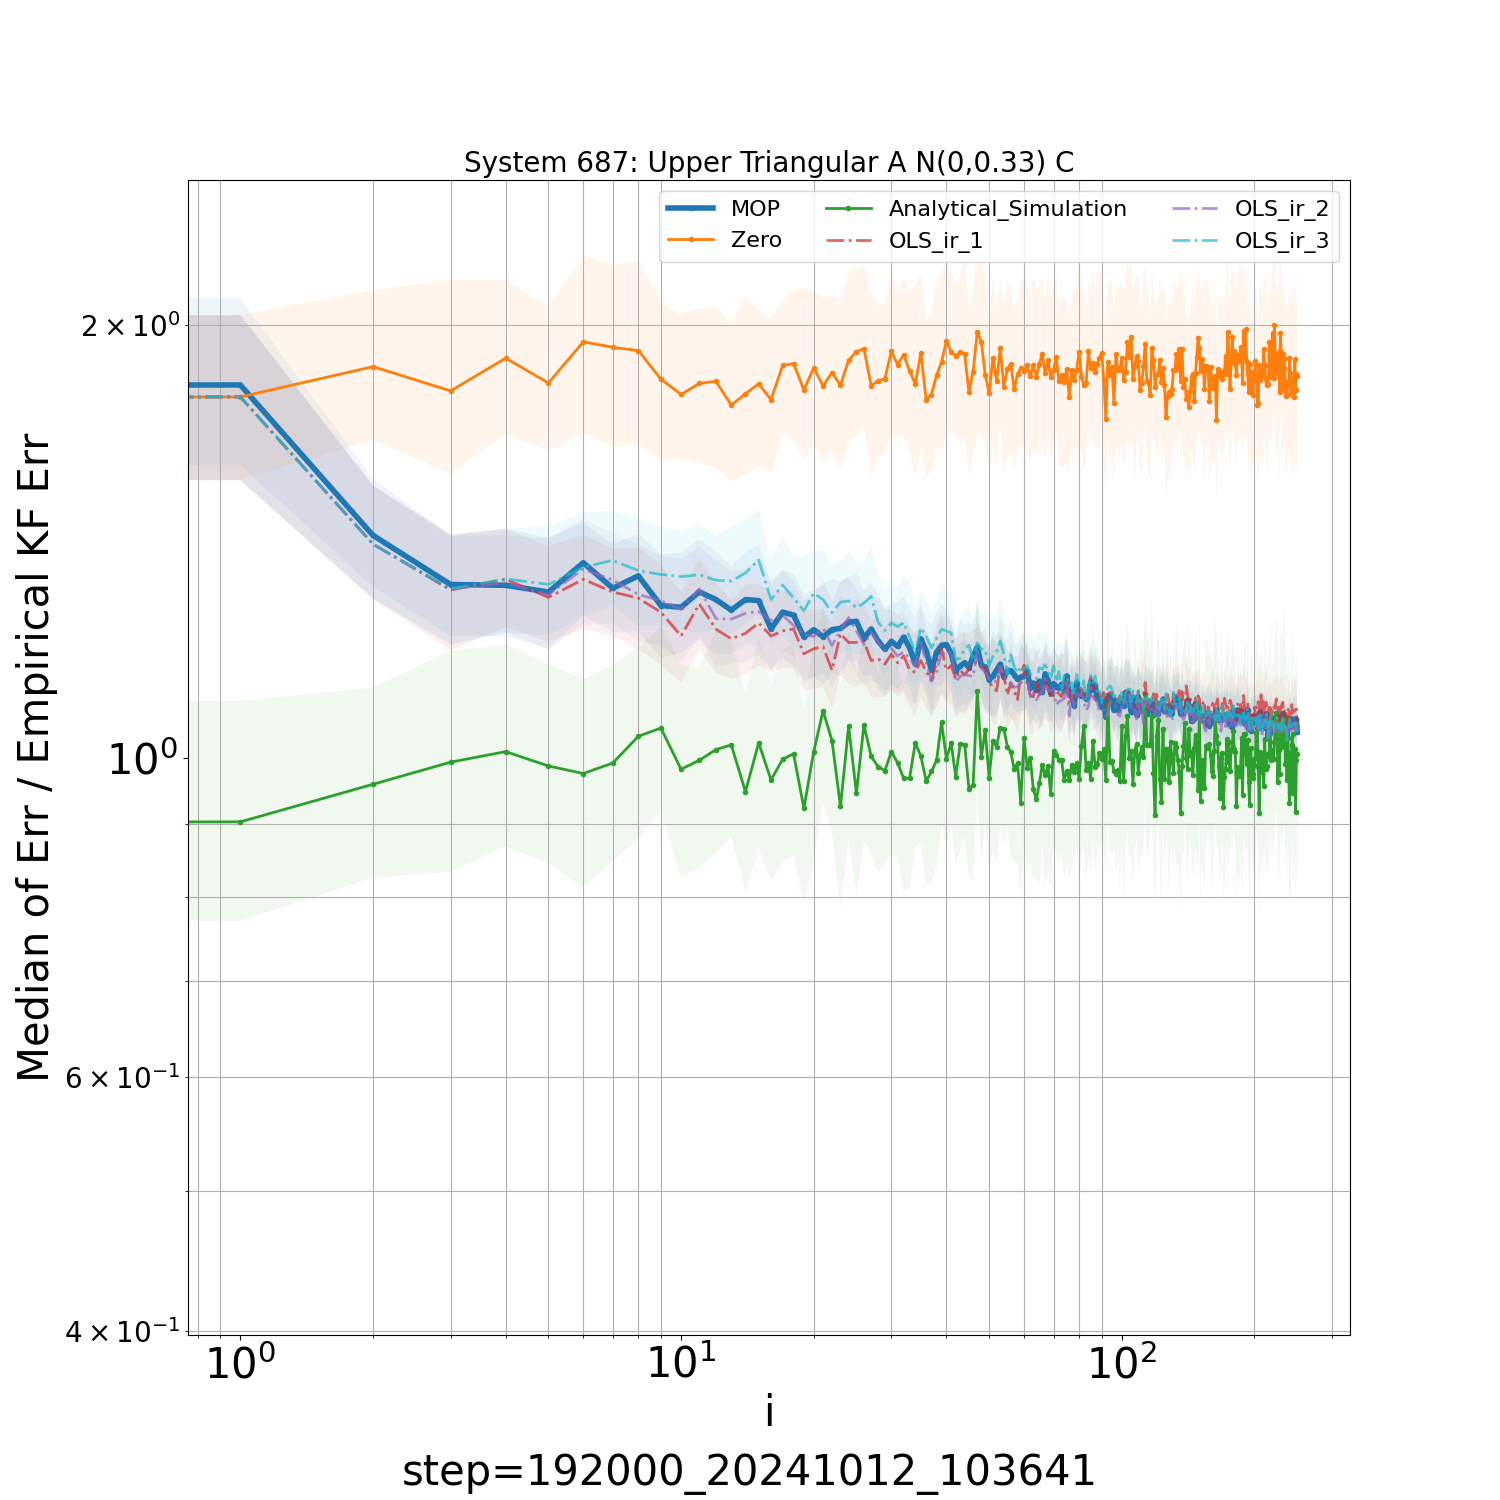 System 687: Upper Triangular A N(0,0.33) C
MOP
Zero
Analytical_Simulation
OLS_ir_1
OLS_ir_2
OLS_ir_3
Median of Err / Empirical KF Err
2 × 10⁰
10⁰
6 × 10⁻¹
4 × 10⁻¹
10⁰ 10¹ 10²
i
step=192000_20241012_103641